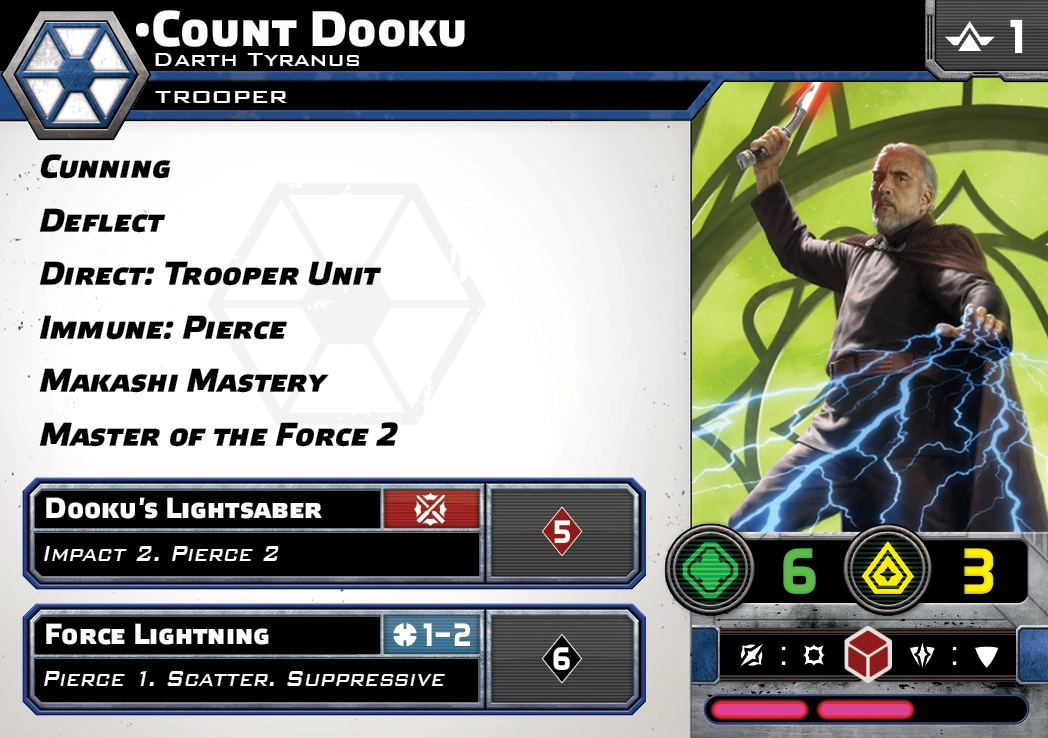 •Count Dooku
1
Darth Tyranus
Trooper
Cunning
Deflect
Direct: Trooper Unit
Immune: Pierce
Makashi Mastery
Master of the Force 2
Dooku's Lightsaber
5
Impact 2. Pierce 2
6
3
Force Lightning
1–2
6
Pierce 1. Scatter. Suppressive
: :